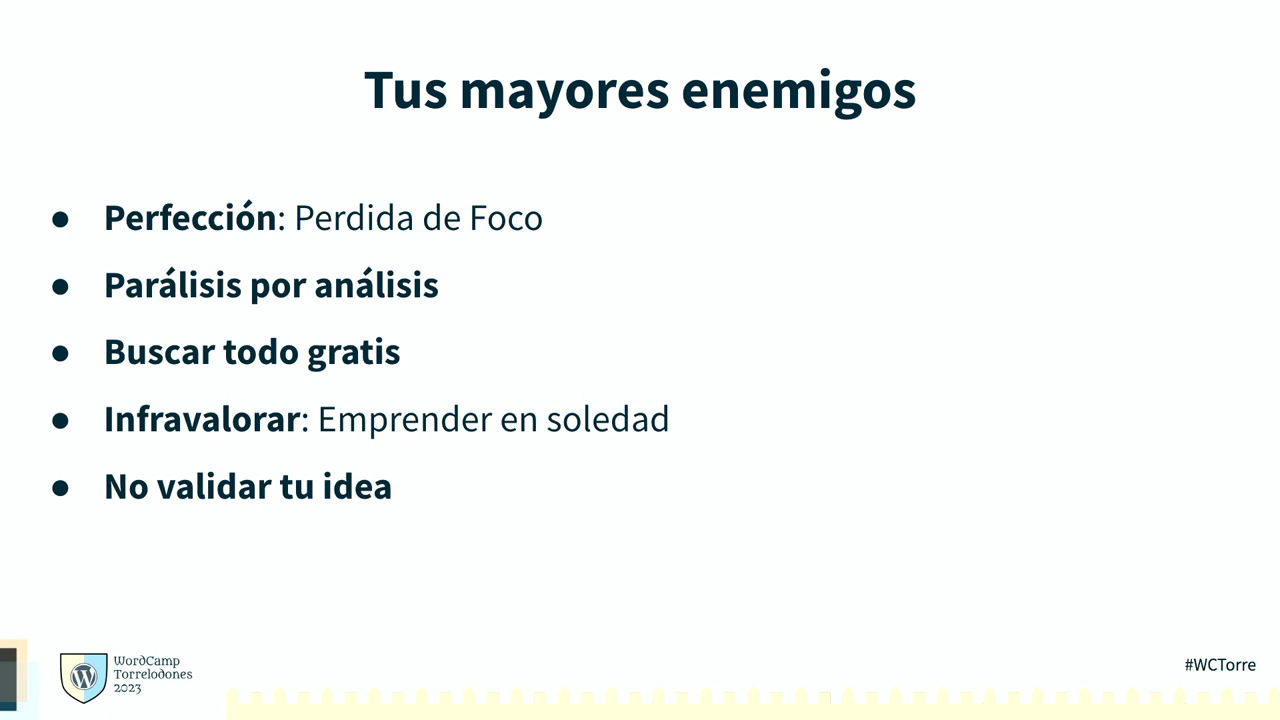 Tus mayores enemigos
● Perfección: Perdida de Foco
● Parálisis por análisis
● Buscar todo gratis
● Infravalorar: Emprender en soledad
● No validar tu idea
WordCamp
Torrelodones
2023
#WCTorre